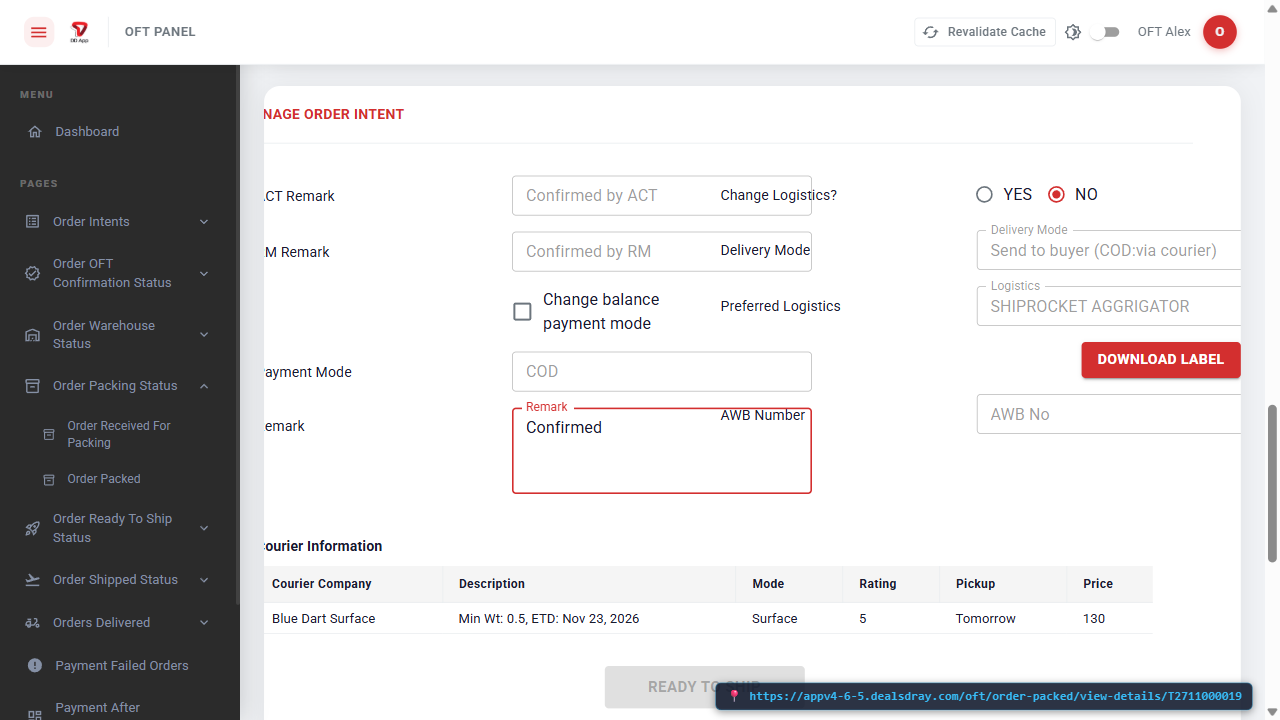 DD App
OFT PANEL
Revalidate Cache
OFT Alex
O
MENU
Dashboard
PAGES
Order Intents
Order OFT
Confirmation Status
Order Warehouse
Status
Order Packing Status
Order Received For
Packing
Order Packed
Order Ready To Ship
Status
Order Shipped Status
Orders Delivered
Payment Failed Orders
Payment After
NAGE ORDER INTENT
CT Remark
Confirmed by ACT
Change Logistics?
YES
NO
M Remark
Confirmed by RM
Delivery Mode
Delivery Mode
Send to buyer (COD:via courier)
Change balance
payment mode
Preferred Logistics
Logistics
SHIPROCKET AGGRIGATOR
DOWNLOAD LABEL
ayment Mode
COD
emark
Remark
Confirmed
AWB Number
AWB No
ourier Information
Courier Company Description Mode Rating Pickup Price
Blue Dart Surface Min Wt: 0.5, ETD: Nov 23, 2026 Surface 5 Tomorrow 130
READY TO SHIP
https://appv4-6-5.dealsdray.com/oft/order-packed/view-details/T2711000019